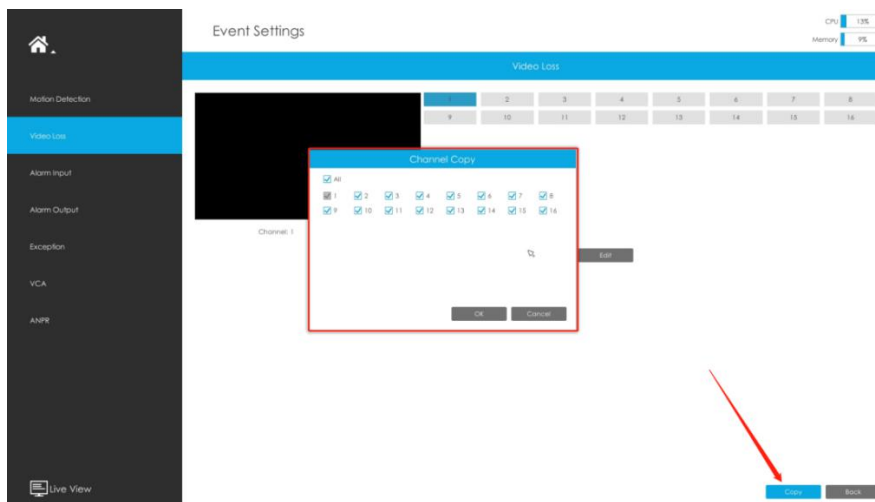 Event Settings
CPU 13%
Memory 9%
Video Loss
Motion Detection
Video Loss
Alarm Input
Alarm Output
Exception
VCA
ANPR
Live View
1 2 3 4 5 6 7 8
9 10 11 12 13 14 15 16
Channel: 1
Channel Copy
All
1 2 3 4 5 6 7 8
9 10 11 12 13 14 15 16
OK Cancel
Edit
Copy Back